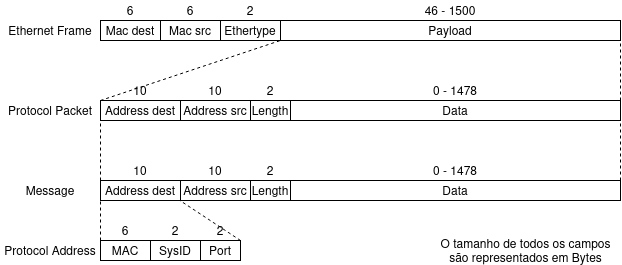 6 6 2 46 - 1500
Ethernet Frame Mac dest Mac src Ethertype Payload
10 10 2 0 - 1478
Protocol Packet Address dest Address src Length Data
10 10 2 0 - 1478
Message Address dest Address src Length Data
6 2 2
Protocol Address MAC SysID Port
O tamanho de todos os campos
são representados em Bytes